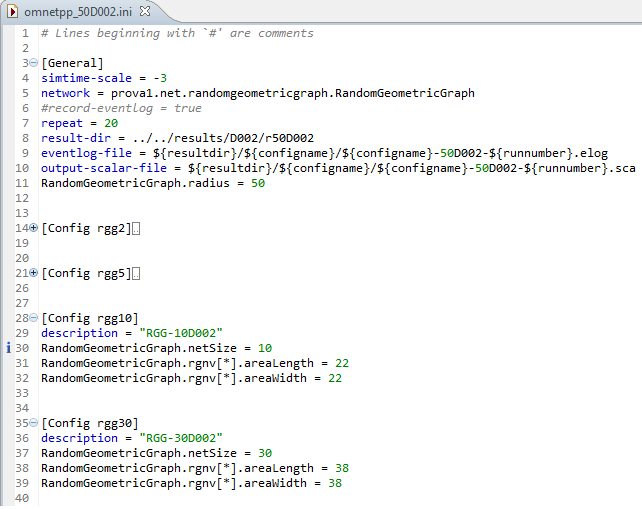 omnetpp_50D002.ini
1 # Lines beginning with `#' are comments
2
3 [General]
4 simtime-scale = -3
5 network = prova1.net.randomgeometricgraph.RandomGeometricGraph
6 #record-eventlog = true
7 repeat = 20
8 result-dir = ../../results/D002/r50D002
9 eventlog-file = ${resultdir}/${configname}/${configname}-50D002-${runnumber}.elog
10 output-scalar-file = ${resultdir}/${configname}/${configname}-50D002-${runnumber}.sca
11 RandomGeometricGraph.radius = 50
12
13
14 [Config rgg2]
19
20
21 [Config rgg5]
26
27
28 [Config rgg10]
29 description = "RGG-10D002"
30 RandomGeometricGraph.netSize = 10
31 RandomGeometricGraph.rgnv[*].areaLength = 22
32 RandomGeometricGraph.rgnv[*].areaWidth = 22
33
34
35 [Config rgg30]
36 description = "RGG-30D002"
37 RandomGeometricGraph.netSize = 30
38 RandomGeometricGraph.rgnv[*].areaLength = 38
39 RandomGeometricGraph.rgnv[*].areaWidth = 38
40